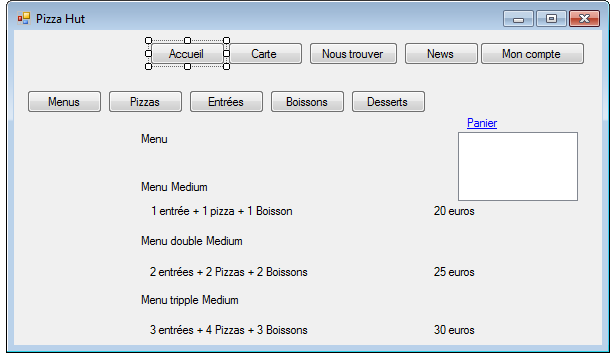 Pizza Hut
Accueil Carte Nous trouver News Mon compte
Menus Pizzas Entrées Boissons Desserts
Panier
Menu
Menu Medium
1 entrée + 1 pizza + 1 Boisson 20 euros
Menu double Medium
2 entrées + 2 Pizzas + 2 Boissons 25 euros
Menu tripple Medium
3 entrées + 4 Pizzas + 3 Boissons 30 euros